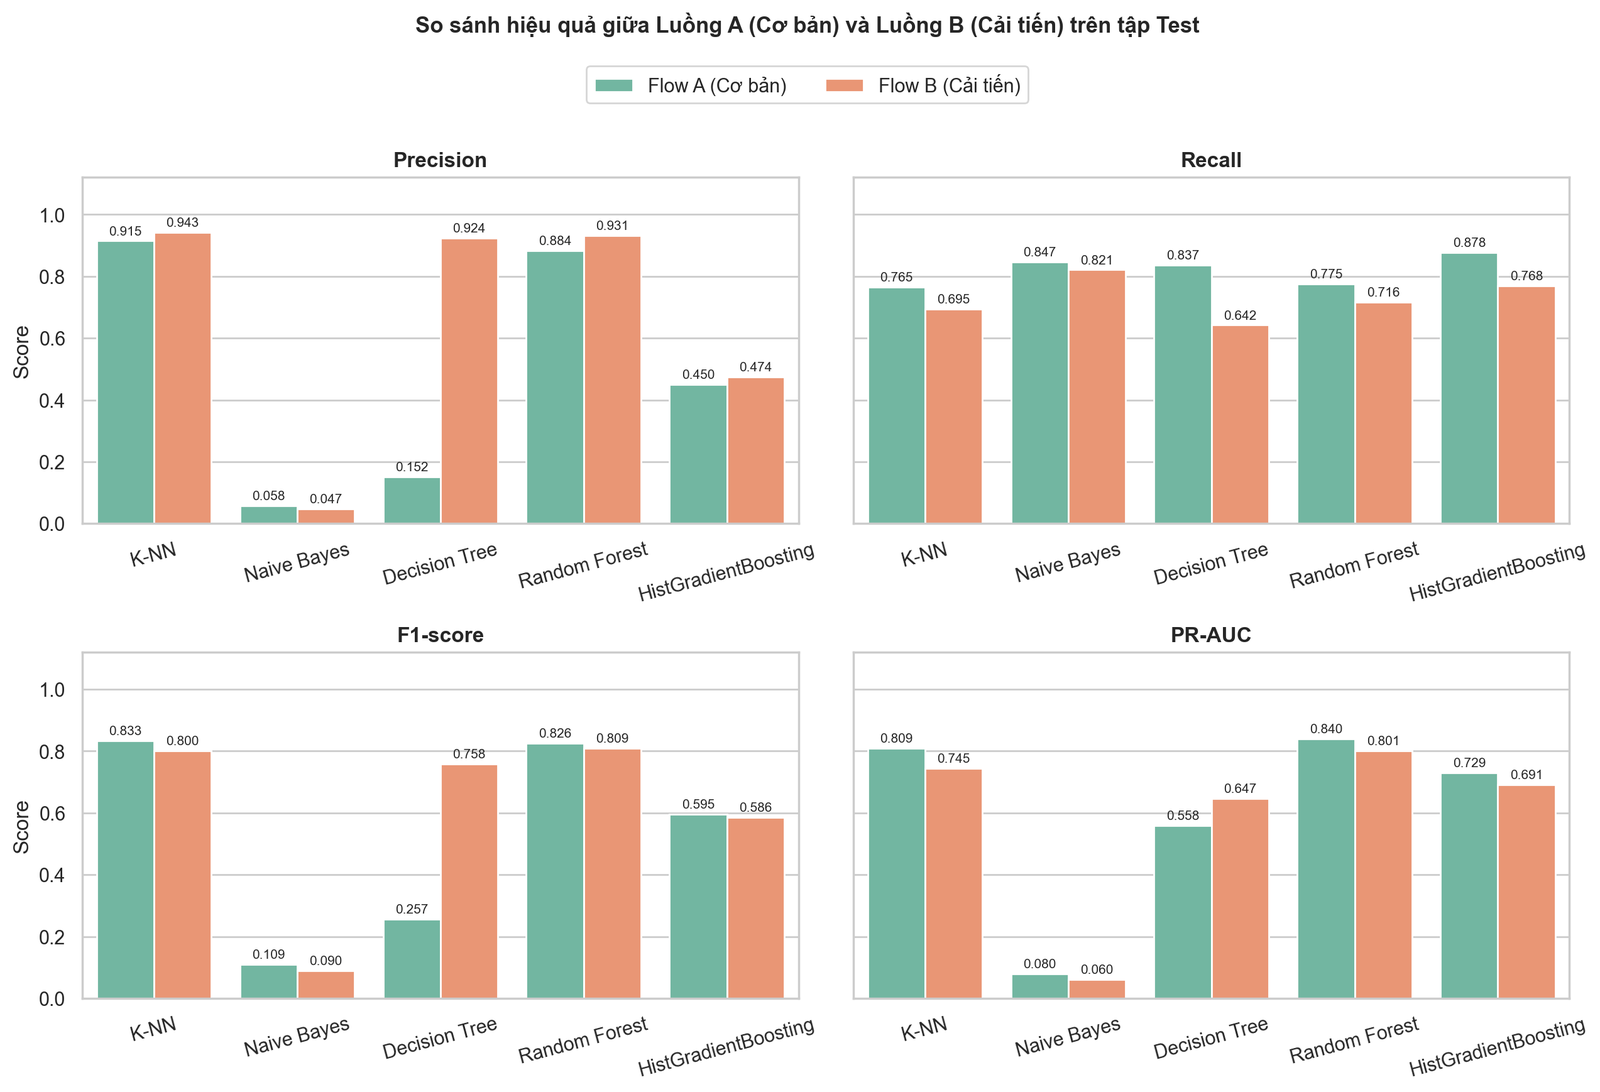 So sánh hiệu quả giữa Luồng A (Cơ bản) và Luồng B (Cải tiến) trên tập Test
Flow A (Cơ bản) Flow B (Cải tiến)
Precision
Score
1.0
0.8
0.6
0.4
0.2
0.0
0.915 0.943
0.058 0.047
0.152 0.924
0.884 0.931
0.450 0.474
K-NN Naive Bayes Decision Tree Random Forest HistGradientBoosting
Recall
0.765 0.695
0.847 0.821
0.837 0.642
0.775 0.716
0.878 0.768
K-NN Naive Bayes Decision Tree Random Forest HistGradientBoosting
F1-score
Score
1.0
0.8
0.6
0.4
0.2
0.0
0.833 0.800
0.109 0.090
0.257 0.758
0.826 0.809
0.595 0.586
K-NN Naive Bayes Decision Tree Random Forest HistGradientBoosting
PR-AUC
0.809 0.745
0.080 0.060
0.558 0.647
0.840 0.801
0.729 0.691
K-NN Naive Bayes Decision Tree Random Forest HistGradientBoosting